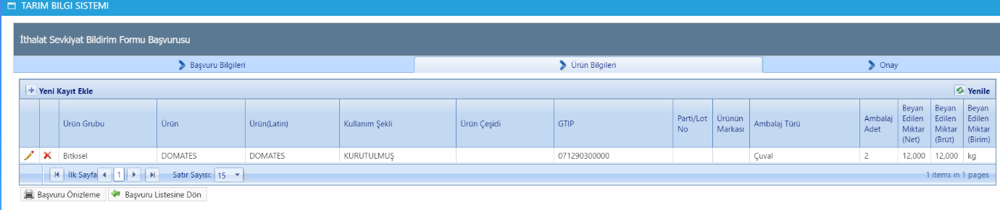 TARIM BILGI SISTEMI
İthalat Sevkiyat Bildirim Formu Başvurusu
Başvuru Bilgileri
Ürün Bilgileri
Onay
Yeni Kayıt Ekle
Yenile
Ürün Grubu
Ürün
Ürün(Latin)
Kullanım Şekli
Ürün Çeşidi
GTIP
Parti/Lot
No
Ürünün
Markası
Ambalaj Türü
Ambalaj
Adet
Beyan
Edilen
Miktar
(Net)
Beyan
Edilen
Miktar
(Brüt)
Beyan
Edilen
Miktar
(Birim)
Bitkisel DOMATES DOMATES KURUTULMUŞ 071290300000 Çuval 2 12,000 12,000 kg
İlk Sayfa 1 Satır Sayısı: 15 1 items in 1 pages
Başvuru Önizleme Başvuru Listesine Dön